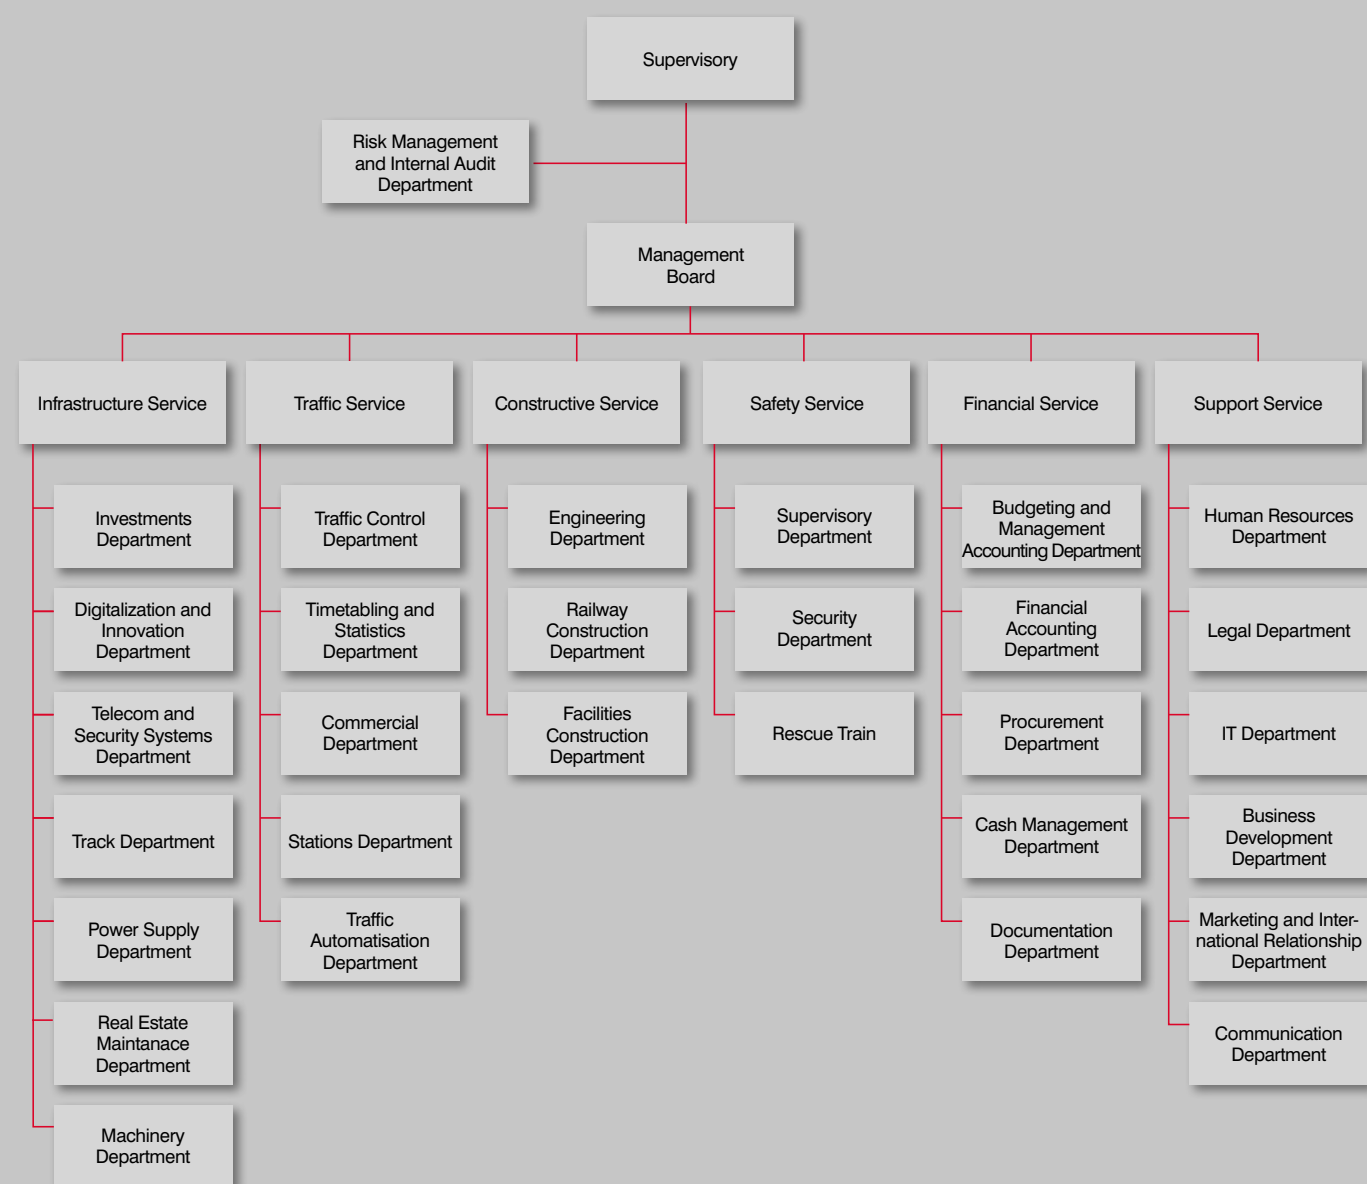 Supervisory
Risk Management
and Internal Audit
Department
Management
Board
Infrastructure Service
Traffic Service
Constructive Service
Safety Service
Financial Service
Support Service
Investments
Department
Digitalization and
Innovation
Department
Telecom and
Security Systems
Department
Track Department
Power Supply
Department
Real Estate
Maintanace
Department
Machinery
Department
Traffic Control
Department
Timetabling and
Statistics
Department
Commercial
Department
Stations Department
Traffic
Automatisation
Department
Engineering
Department
Railway
Construction
Department
Facilities
Construction
Department
Supervisory
Department
Security
Department
Rescue Train
Budgeting and
Management
Accounting Department
Financial
Accounting
Department
Procurement
Department
Cash Management
Department
Documentation
Department
Human Resources
Department
Legal Department
IT Department
Business
Development
Department
Marketing and Inter-
national Relationship
Department
Communication
Department